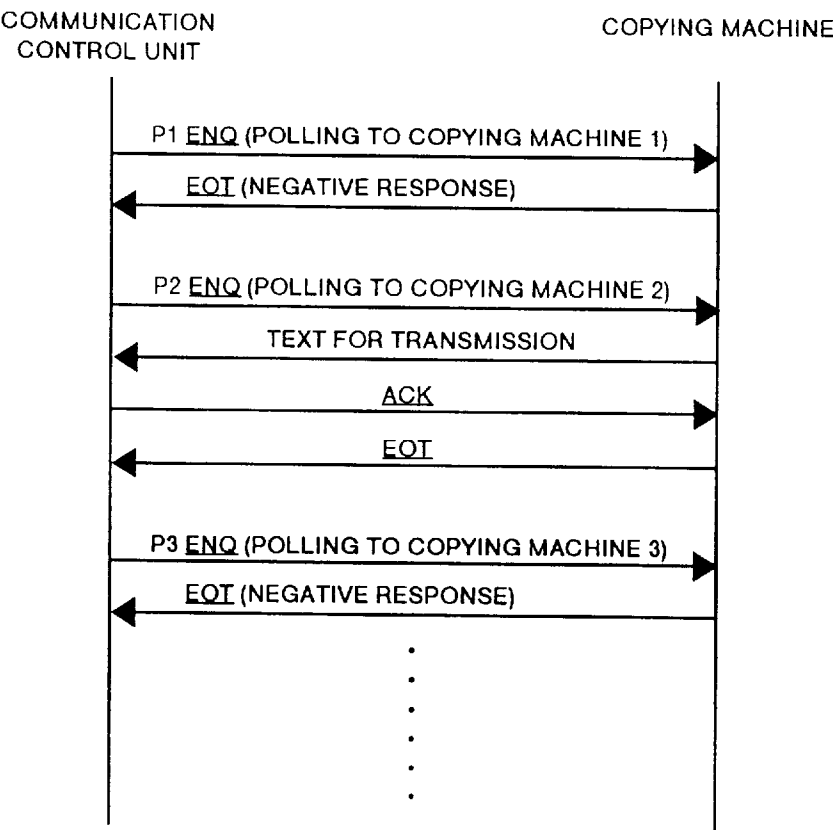 COMMUNICATION
CONTROL UNIT
COPYING MACHINE
P1 ENQ (POLLING TO COPYING MACHINE 1)
EOT (NEGATIVE RESPONSE)
P2 ENQ (POLLING TO COPYING MACHINE 2)
TEXT FOR TRANSMISSION
ACK
EOT
P3 ENQ (POLLING TO COPYING MACHINE 3)
EOT (NEGATIVE RESPONSE)